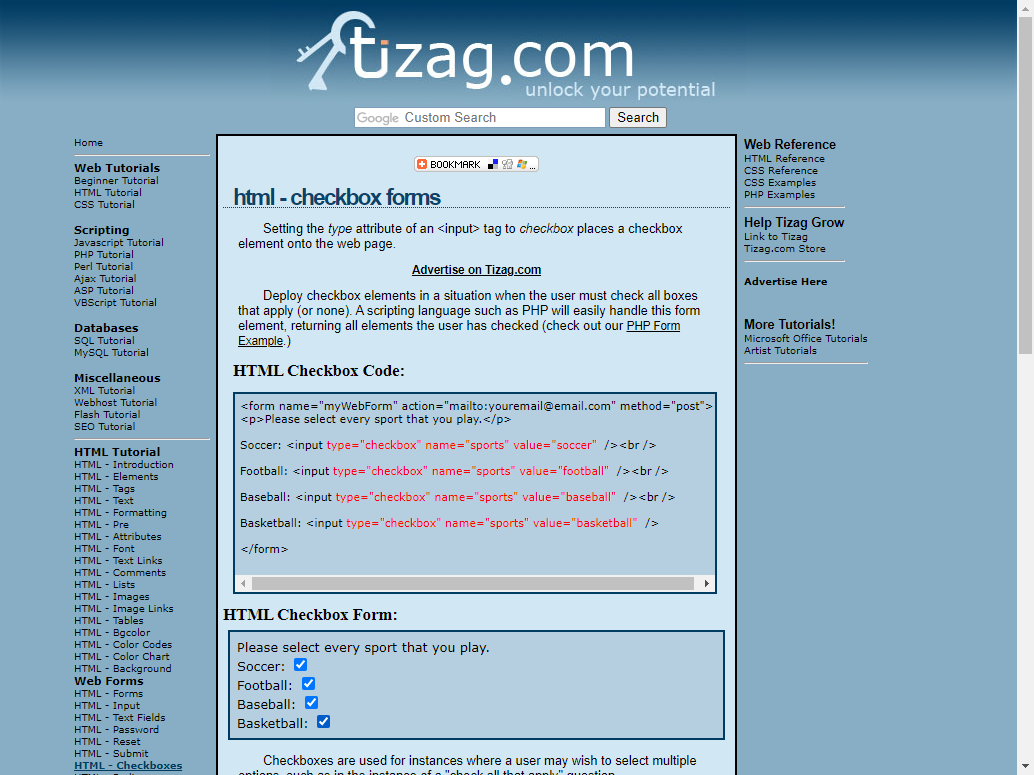 tizag.com
unlock your potential
Google Custom Search
Search
Home
Web Tutorials
Beginner Tutorial
HTML Tutorial
CSS Tutorial
Scripting
Javascript Tutorial
PHP Tutorial
Perl Tutorial
Ajax Tutorial
ASP Tutorial
VBScript Tutorial
Databases
SQL Tutorial
MySQL Tutorial
Miscellaneous
XML Tutorial
Webhost Tutorial
Flash Tutorial
SEO Tutorial
HTML Tutorial
HTML - Introduction
HTML - Elements
HTML - Tags
HTML - Text
HTML - Formatting
HTML - Pre
HTML - Attributes
HTML - Font
HTML - Text Links
HTML - Comments
HTML - Lists
HTML - Images
HTML - Image Links
HTML - Tables
HTML - Bgcolor
HTML - Color Codes
HTML - Color Chart
HTML - Background
Web Forms
HTML - Forms
HTML - Input
HTML - Text Fields
HTML - Password
HTML - Reset
HTML - Submit
HTML - Checkboxes
BOOKMARK ...
html - checkbox forms
Setting the type attribute of an <input> tag to checkbox places a checkbox
element onto the web page.
Advertise on Tizag.com
Deploy checkbox elements in a situation when the user must check all boxes
that apply (or none). A scripting language such as PHP will easily handle this form
element, returning all elements the user has checked (check out our PHP Form
Example.)
HTML Checkbox Code:
<form name="myWebForm" action="mailto:youremail@email.com" method="post">
<p>Please select every sport that you play.</p>
Soccer: <input type="checkbox" name="sports" value="soccer" /><br />
Football: <input type="checkbox" name="sports" value="football" /><br />
Baseball: <input type="checkbox" name="sports" value="baseball" /><br />
Basketball: <input type="checkbox" name="sports" value="basketball" />
</form>
HTML Checkbox Form:
Please select every sport that you play.
Soccer:
Football:
Baseball:
Basketball:
Checkboxes are used for instances where a user may wish to select multiple
options, such as in the instance of a "check all that apply" question.
Web Reference
HTML Reference
CSS Reference
CSS Examples
PHP Examples
Help Tizag Grow
Link to Tizag
Tizag.com Store
Advertise Here
More Tutorials!
Microsoft Office Tutorials
Artist Tutorials